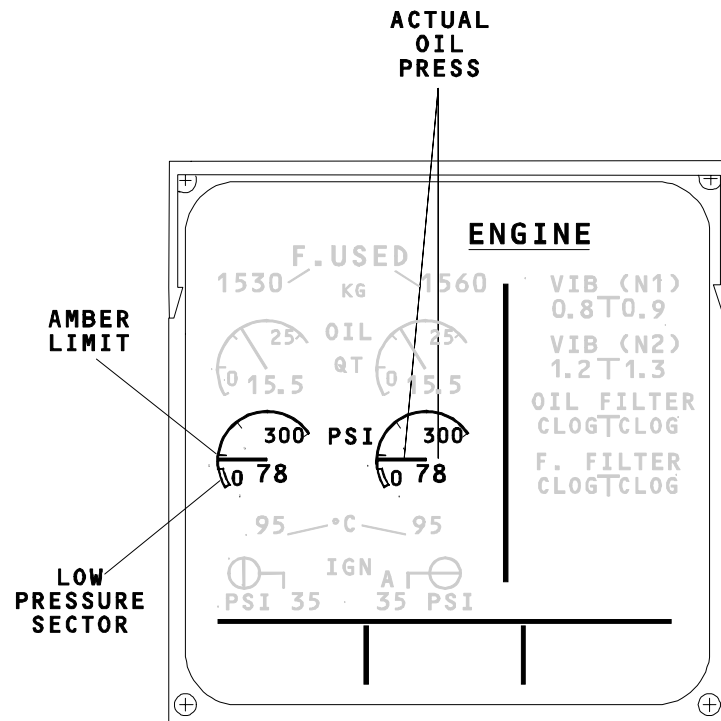 ACTUAL
OIL
PRESS
ENGINE
F.USED
1530 1560
KG
VIB (N1)
0.8 0.9
AMBER
LIMIT
25 OIL 25
QT
0 15.5 0 15.5
VIB (N2)
1.2 1.3
OIL FILTER
CLOG CLOG
300 PSI 300
0 78 0 78
F. FILTER
CLOG CLOG
95 °C 95
LOW
PRESSURE
SECTOR
IGN A
PSI 35 35 PSI